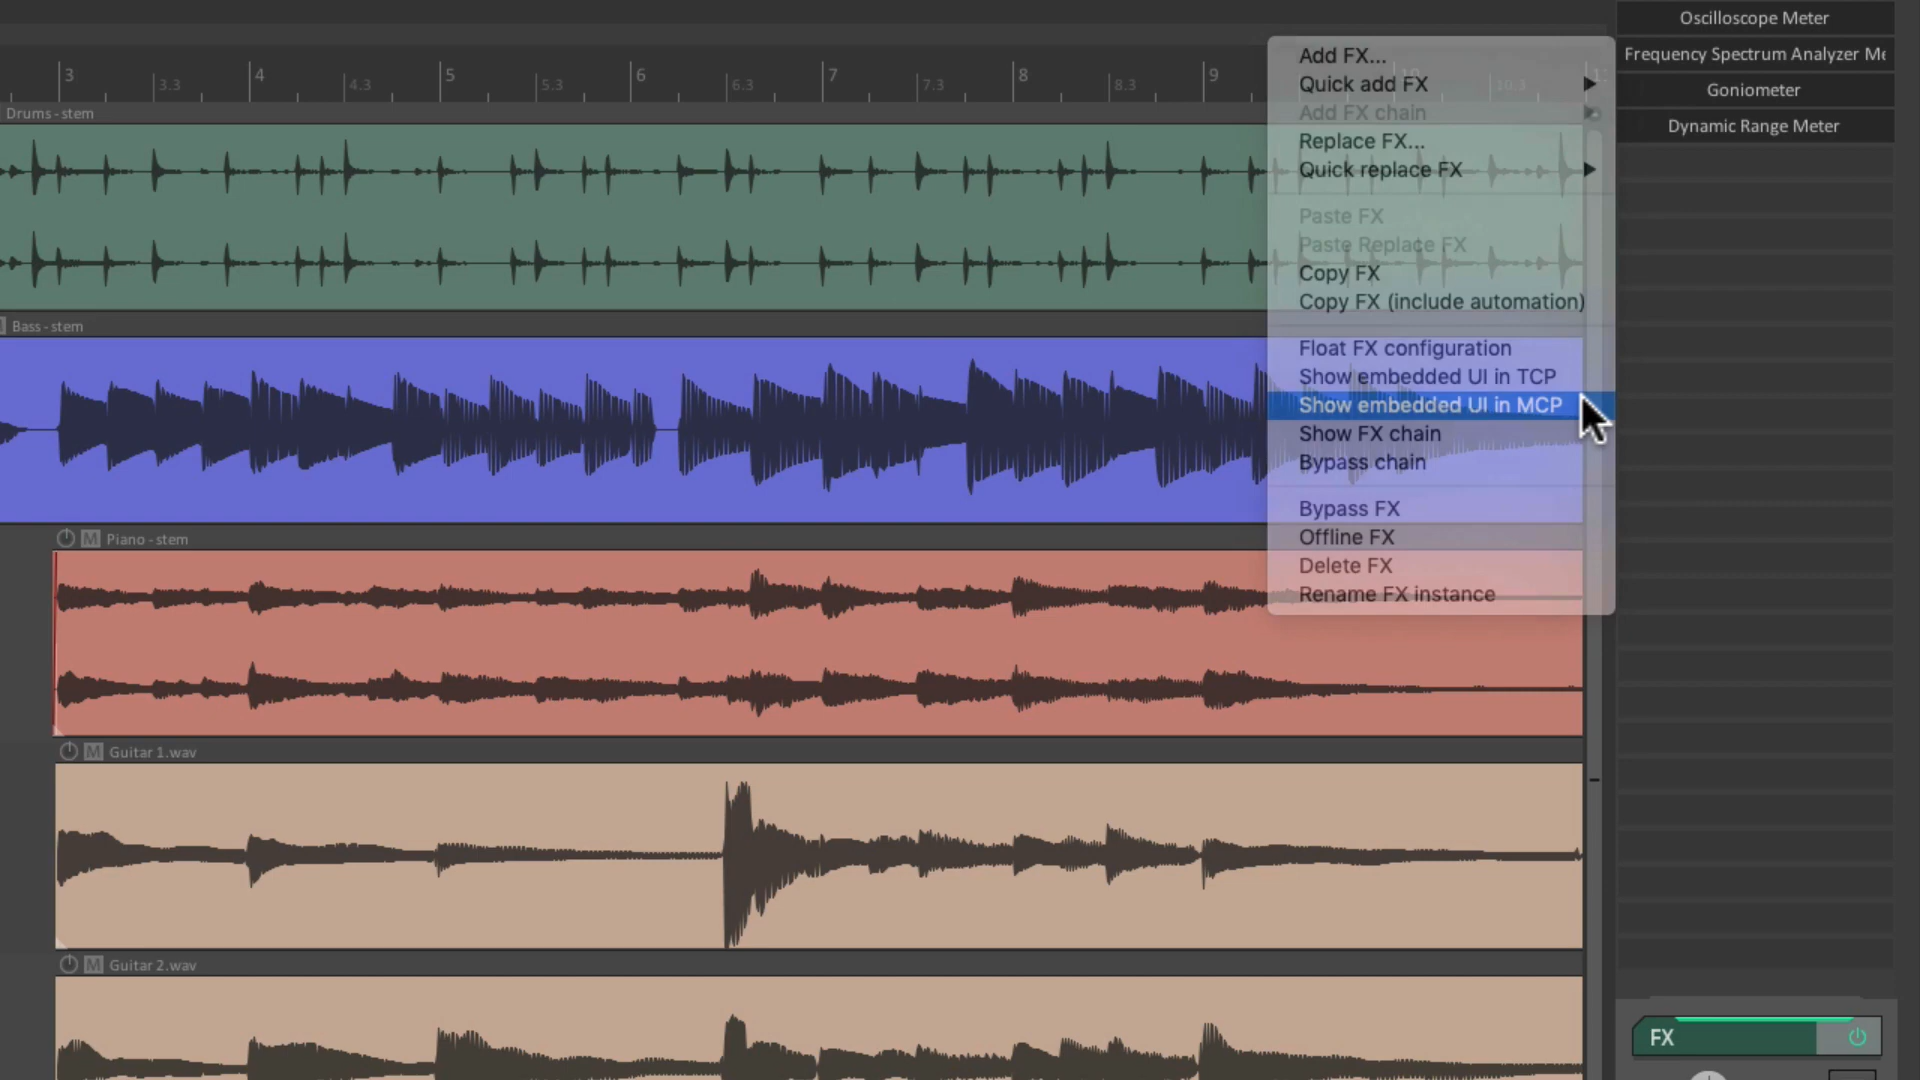 Oscilloscope Meter
Frequency Spectrum Analyzer Me
Goniometer
Dynamic Range Meter
3 3.3 4 4.3 5 5.3 6 6.3 7 7.3 8 8.3 9 10.3
Drums - stem
Bass - stem
M Piano - stem
M Guitar 1.wav
M Guitar 2.wav
Add FX...
Quick add FX
Add FX chain
Replace FX...
Quick replace FX
Paste FX
Paste Replace FX
Copy FX
Copy FX (include automation)
Float FX configuration
Show embedded UI in TCP
Show embedded UI in MCP
Show FX chain
Bypass chain
Bypass FX
Offline FX
Delete FX
Rename FX instance
FX